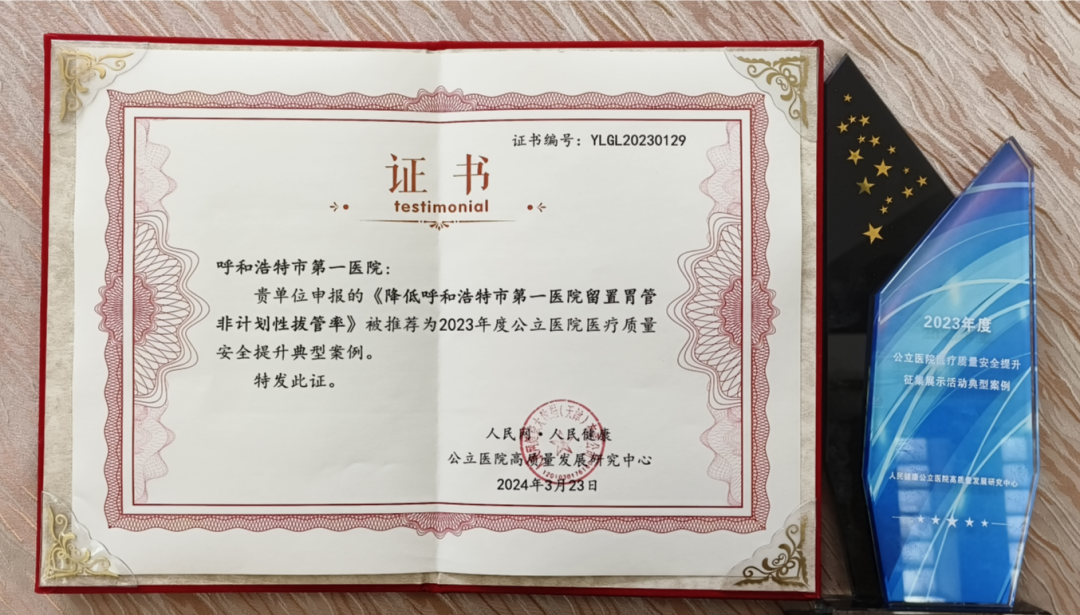 证书编号：YLGL20230129
证书
testimonial
呼和浩特市第一医院：
贵单位申报的《降低呼和浩特市第一医院留置胃管
非计划性拔管率》被推荐为2023年度公立医院医疗质量
安全提升典型案例。
特发此证。
人民网·人民健康
公立医院高质量发展研究中心
2024年3月23日
2023年度
公立医院医疗质量安全提升
征集展示活动典型案例
人民健康公立医院高质量发展研究中心